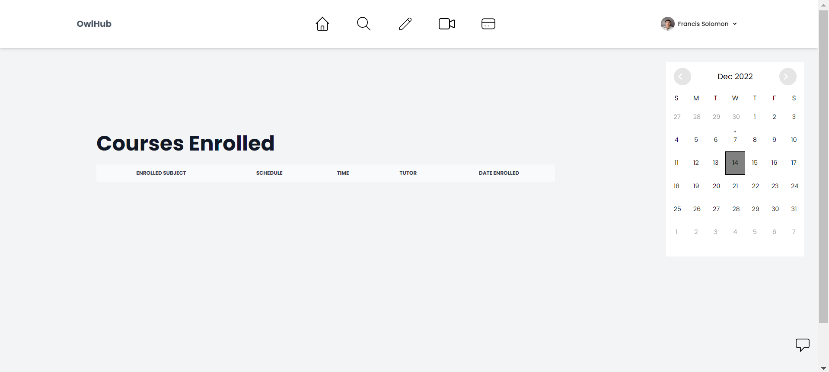 OwlHub
Francis Solomon
Dec 2022
S M T W T F S
27 28 29 30 1 2 3
4 5 6 7 8 9 10
11 12 13 14 15 16 17
18 19 20 21 22 23 24
25 26 27 28 29 30 31
1 2 3 4 5 6 7
Courses Enrolled
ENROLLED SUBJECT SCHEDULE TIME TUTOR DATE ENROLLED